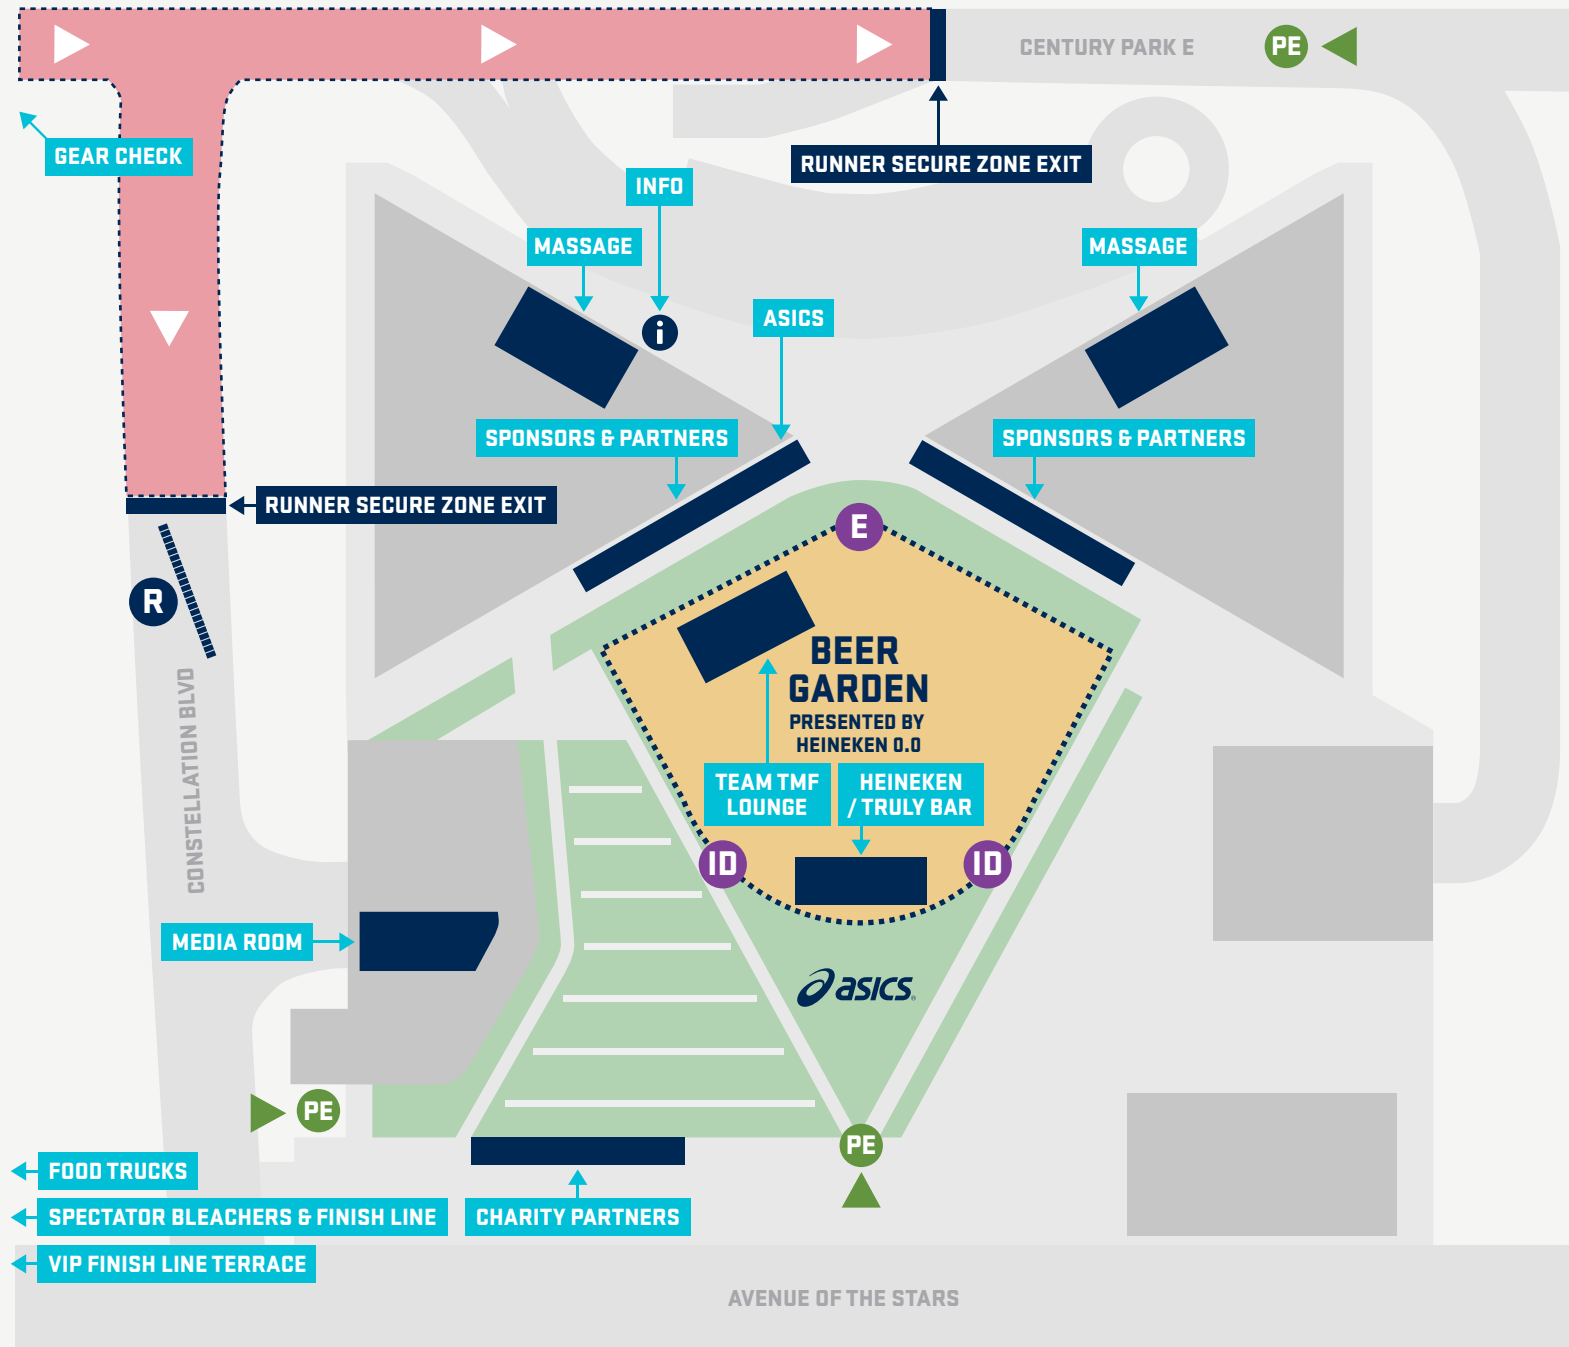 CENTURY PARK E
PE
GEAR CHECK
RUNNER SECURE ZONE EXIT
INFO
MASSAGE
MASSAGE
i
ASICS
SPONSORS & PARTNERS
SPONSORS & PARTNERS
RUNNER SECURE ZONE EXIT
E
R
BEER
GARDEN
PRESENTED BY
HEINEKEN 0.0
CONSTELLATION BLVD
TEAM TMF
LOUNGE
HEINEKEN
/ TRULY BAR
ID
ID
MEDIA ROOM
asics®
PE
PE
FOOD TRUCKS
SPECTATOR BLEACHERS & FINISH LINE
CHARITY PARTNERS
VIP FINISH LINE TERRACE
AVENUE OF THE STARS